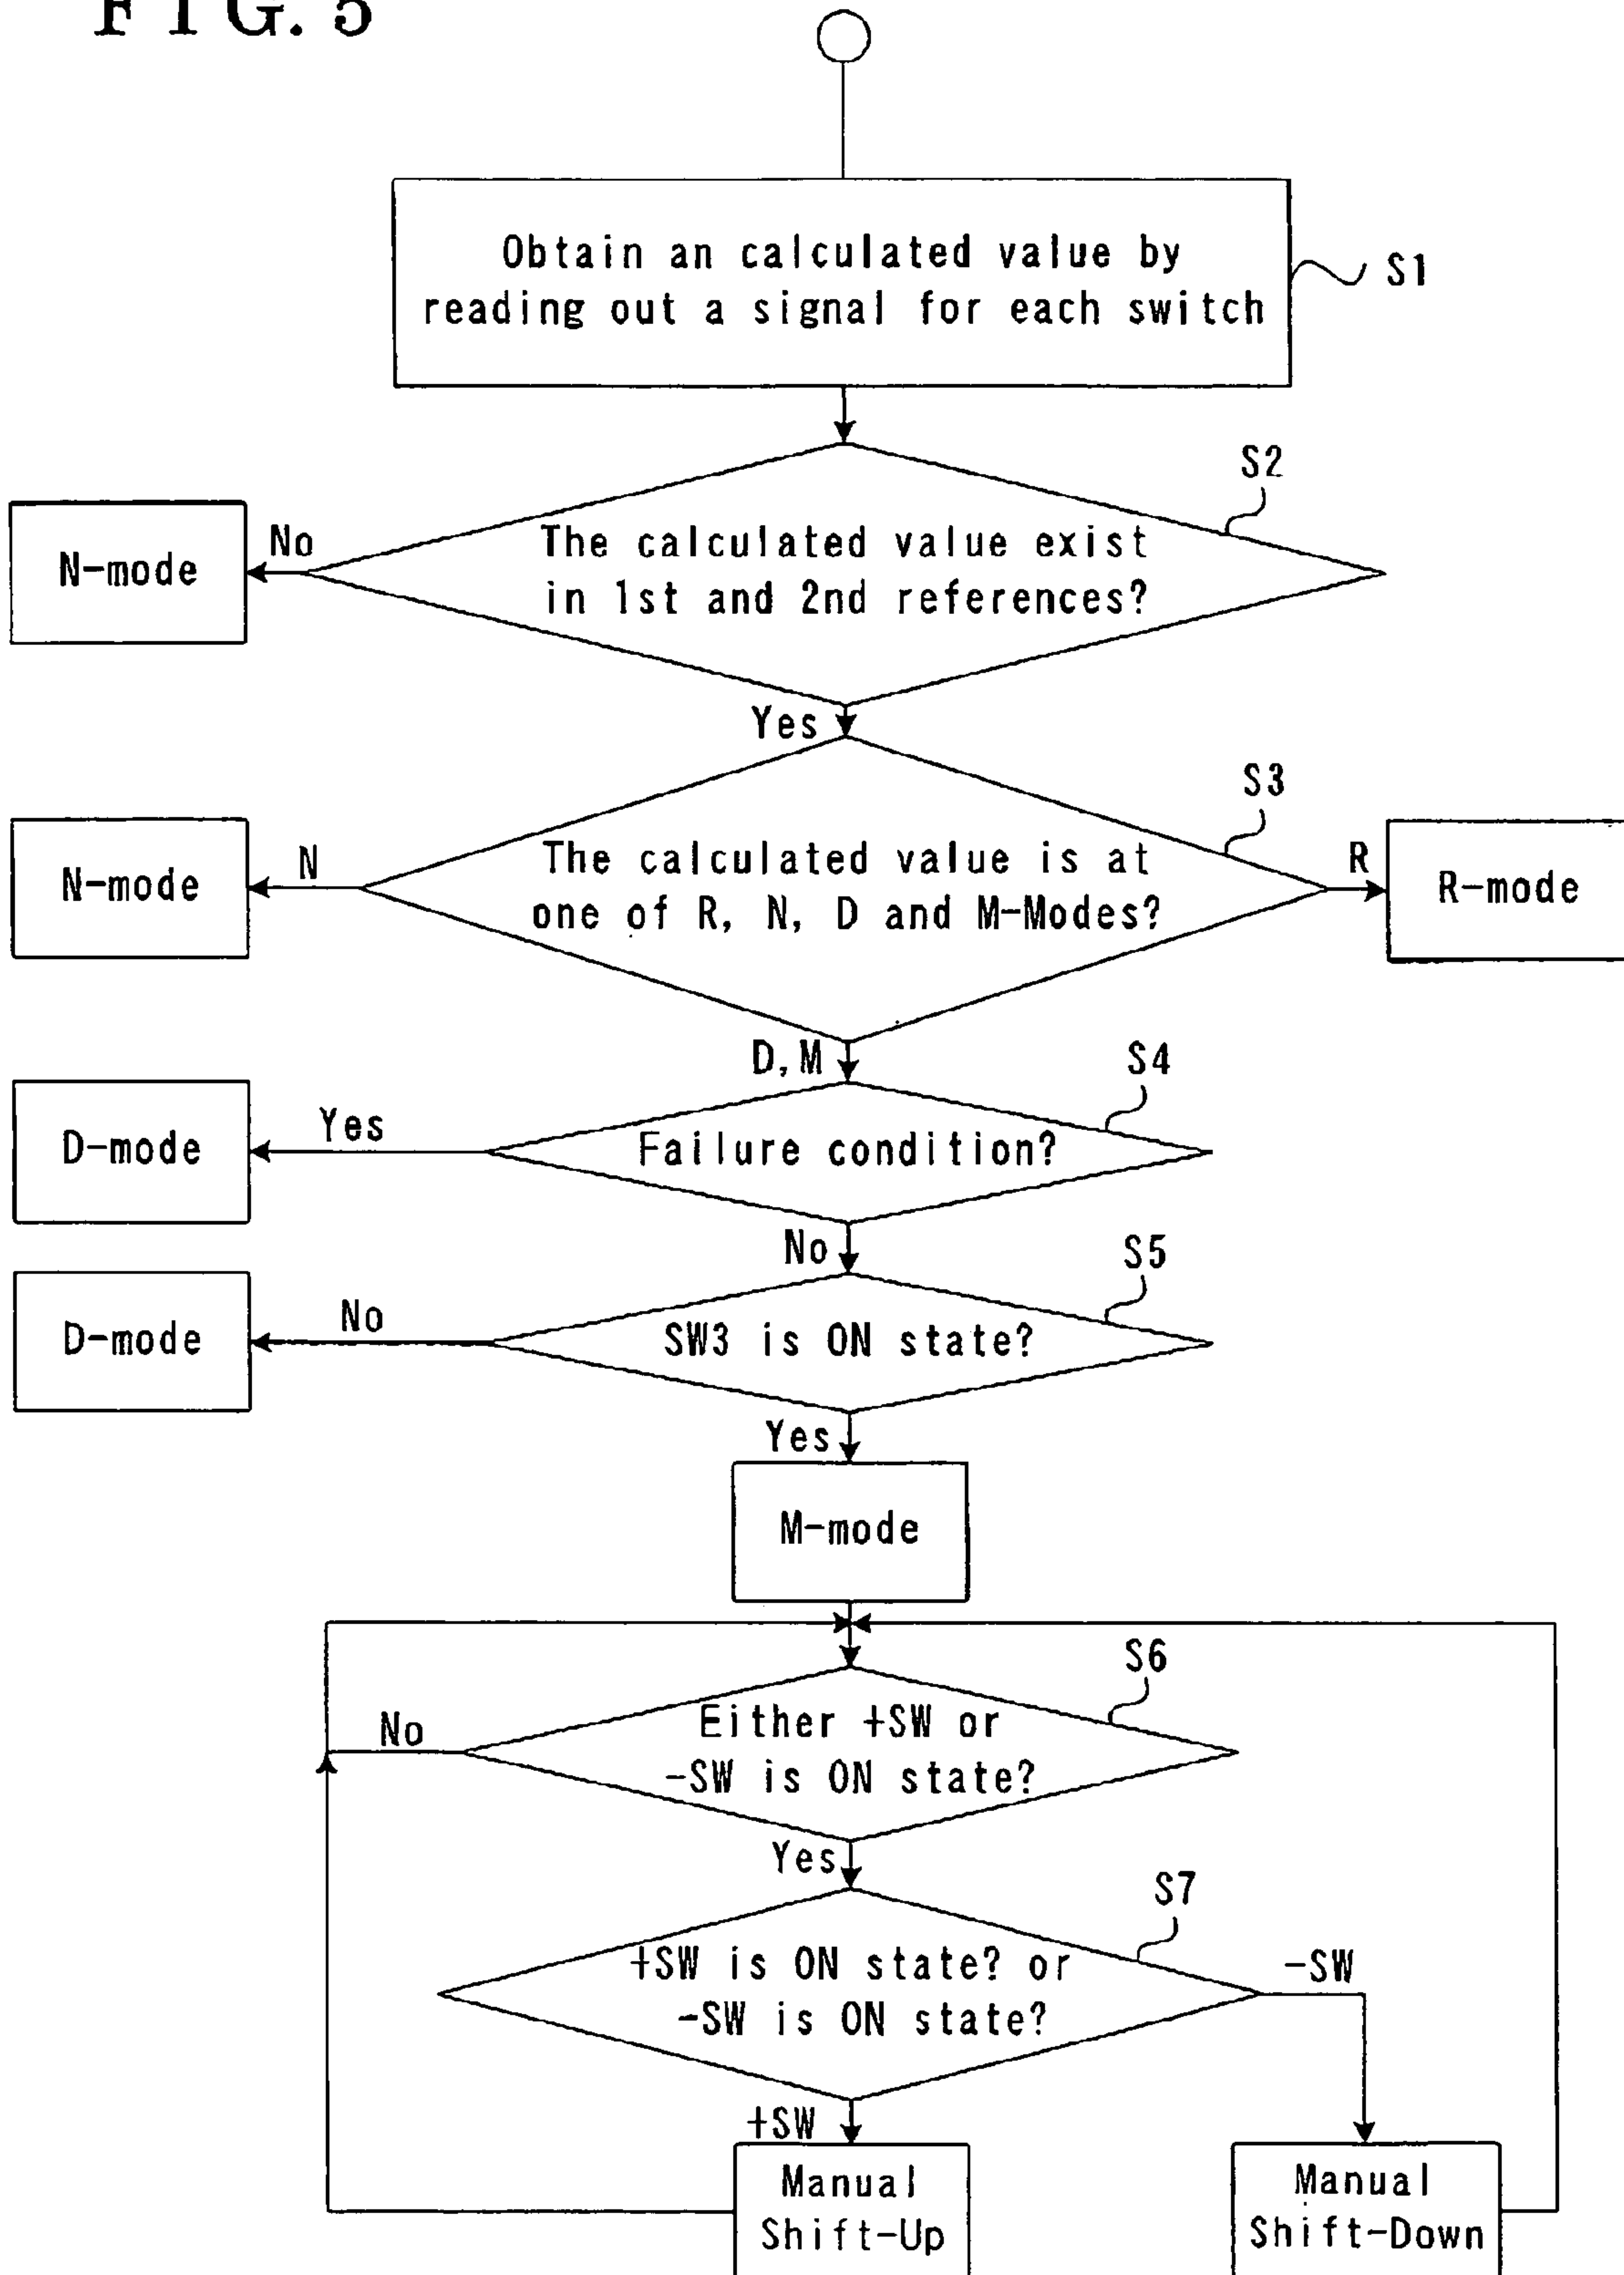 FIG. 5
Obtain an calculated value by
reading out a signal for each switch
S1
S2
The calculated value exist
in 1st and 2nd references?
No
N-mode
Yes
S3
The calculated value is at
one of R, N, D and M-Modes?
N
N-mode
R
R-mode
D, M
S4
Failure condition?
Yes
D-mode
No
S5
SW3 is ON state?
No
D-mode
Yes
M-mode
S6
Either +SW or
-SW is ON state?
No
Yes
S7
+SW is ON state? or
-SW is ON state?
-SW
+SW
Manual
Shift-Up
Manual
Shift-Down